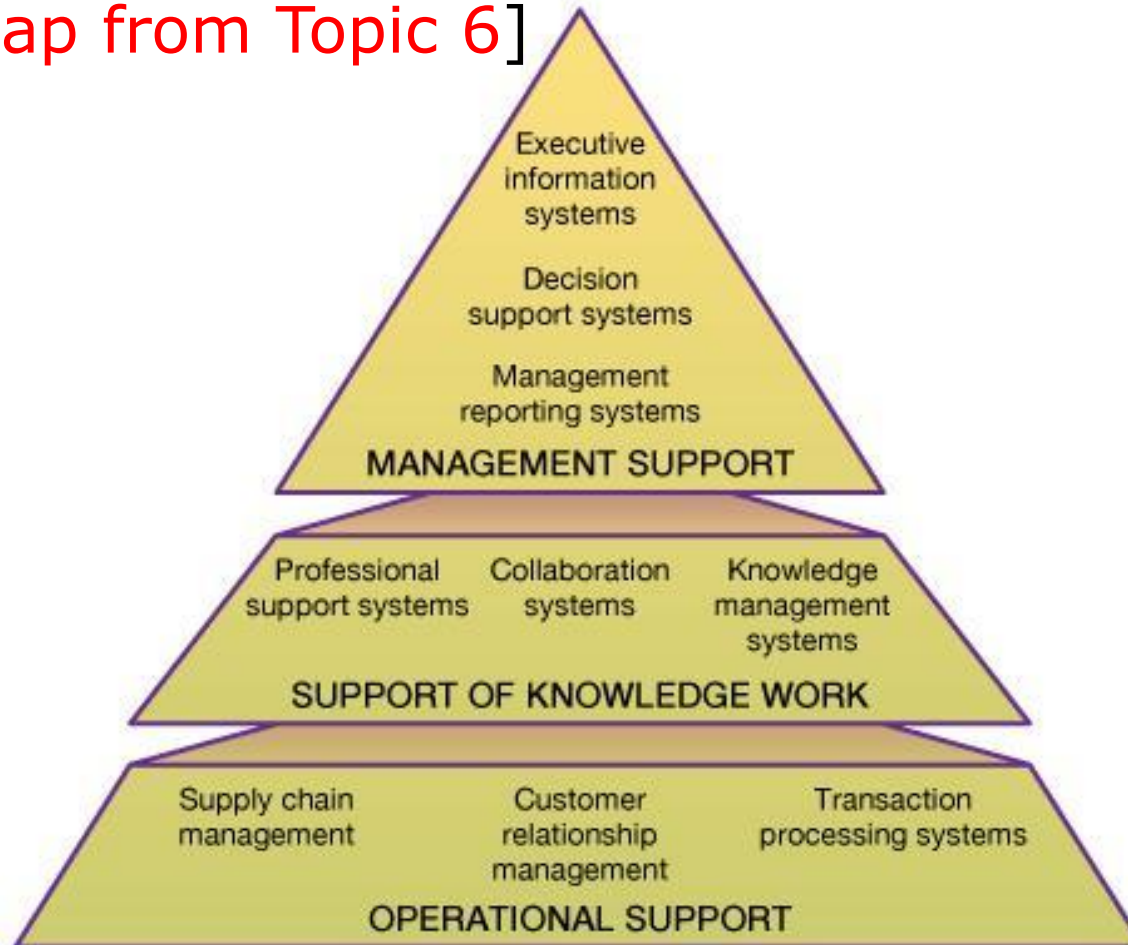 ap from Topic 6]
Executive
information
systems
Decision
support systems
Management
reporting systems
MANAGEMENT SUPPORT
Professional
support systems
Collaboration
systems
Knowledge
management
systems
SUPPORT OF KNOWLEDGE WORK
Supply chain
management
Customer
relationship
management
Transaction
processing systems
OPERATIONAL SUPPORT